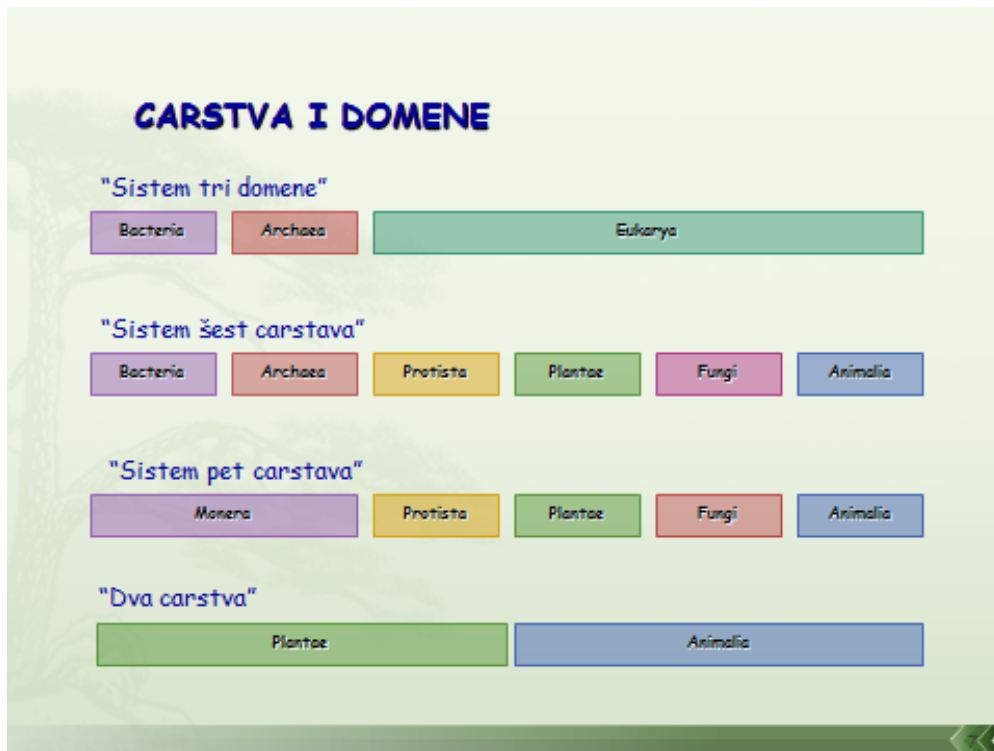 CARSTVA I DOMENE
"Sistem tri domene"
Bacteria Archaea Eukarya
"Sistem šest carstava"
Bacteria Archaea Protista Plantae Fungi Animalia
"Sistem pet carstava"
Monera Protista Plantae Fungi Animalia
"Dva carstva"
Plantae Animalia
7